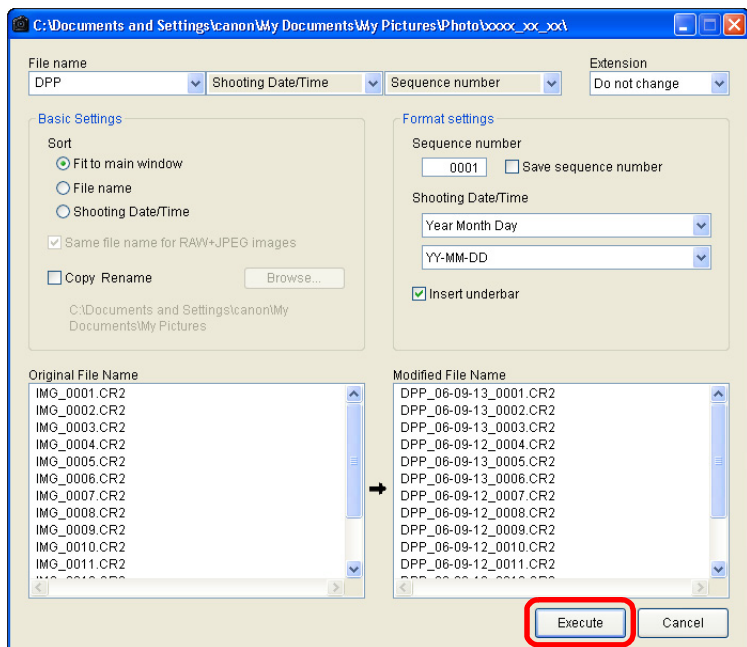 C:\Documents and Settings\canon\My Documents\My Pictures\Photo\xxxx_xx_xx\
File name
Extension
DPP
Shooting Date/Time
Sequence number
Do not change
Basic Settings
Sort
Fit to main window
File name
Shooting Date/Time
Same file name for RAW+JPEG images
Copy Rename
Browse...
C:\Documents and Settings\canon\My
Documents\My Pictures
Format settings
Sequence number
0001
Save sequence number
Shooting Date/Time
Year Month Day
YY-MM-DD
Insert underbar
Original File Name
IMG_0001.CR2
IMG_0002.CR2
IMG_0003.CR2
IMG_0004.CR2
IMG_0005.CR2
IMG_0006.CR2
IMG_0007.CR2
IMG_0008.CR2
IMG_0009.CR2
IMG_0010.CR2
IMG_0011.CR2
Modified File Name
DPP_06-09-13_0001.CR2
DPP_06-09-13_0002.CR2
DPP_06-09-13_0003.CR2
DPP_06-09-12_0004.CR2
DPP_06-09-13_0005.CR2
DPP_06-09-13_0006.CR2
DPP_06-09-12_0007.CR2
DPP_06-09-12_0008.CR2
DPP_06-09-12_0009.CR2
DPP_06-09-12_0010.CR2
DPP_06-09-12_0011.CR2
Execute
Cancel